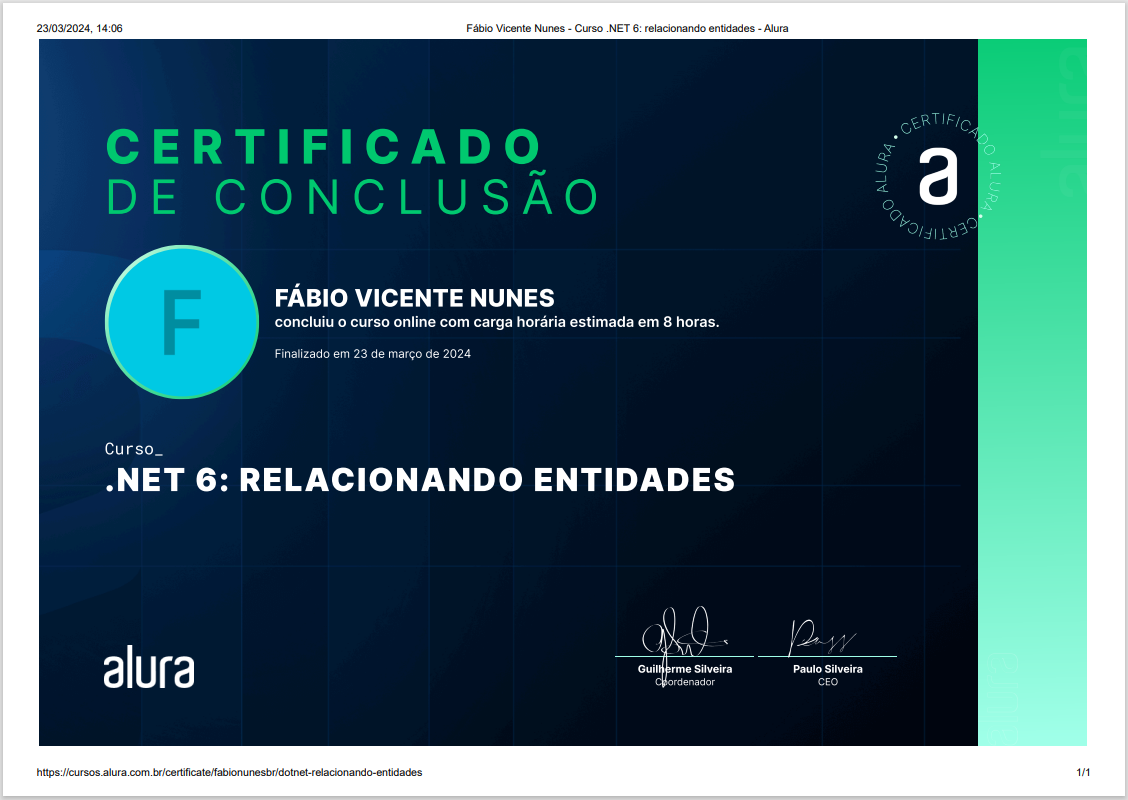 23/03/2024, 14:06
Fábio Vicente Nunes - Curso .NET 6: relacionando entidades - Alura
CERTIFICADO
DE CONCLUSÃO
CERTIFICADO ALURA • CERTIFICADO ALURA •
a
F
FÁBIO VICENTE NUNES
concluiu o curso online com carga horária estimada em 8 horas.
Finalizado em 23 de março de 2024
Curso_
.NET 6: RELACIONANDO ENTIDADES
alura
Guilherme Silveira
Coordenador
Paulo Silveira
CEO
alura
alura
https://cursos.alura.com.br/certificate/fabionunesbr/dotnet-relacionando-entidades
1/1